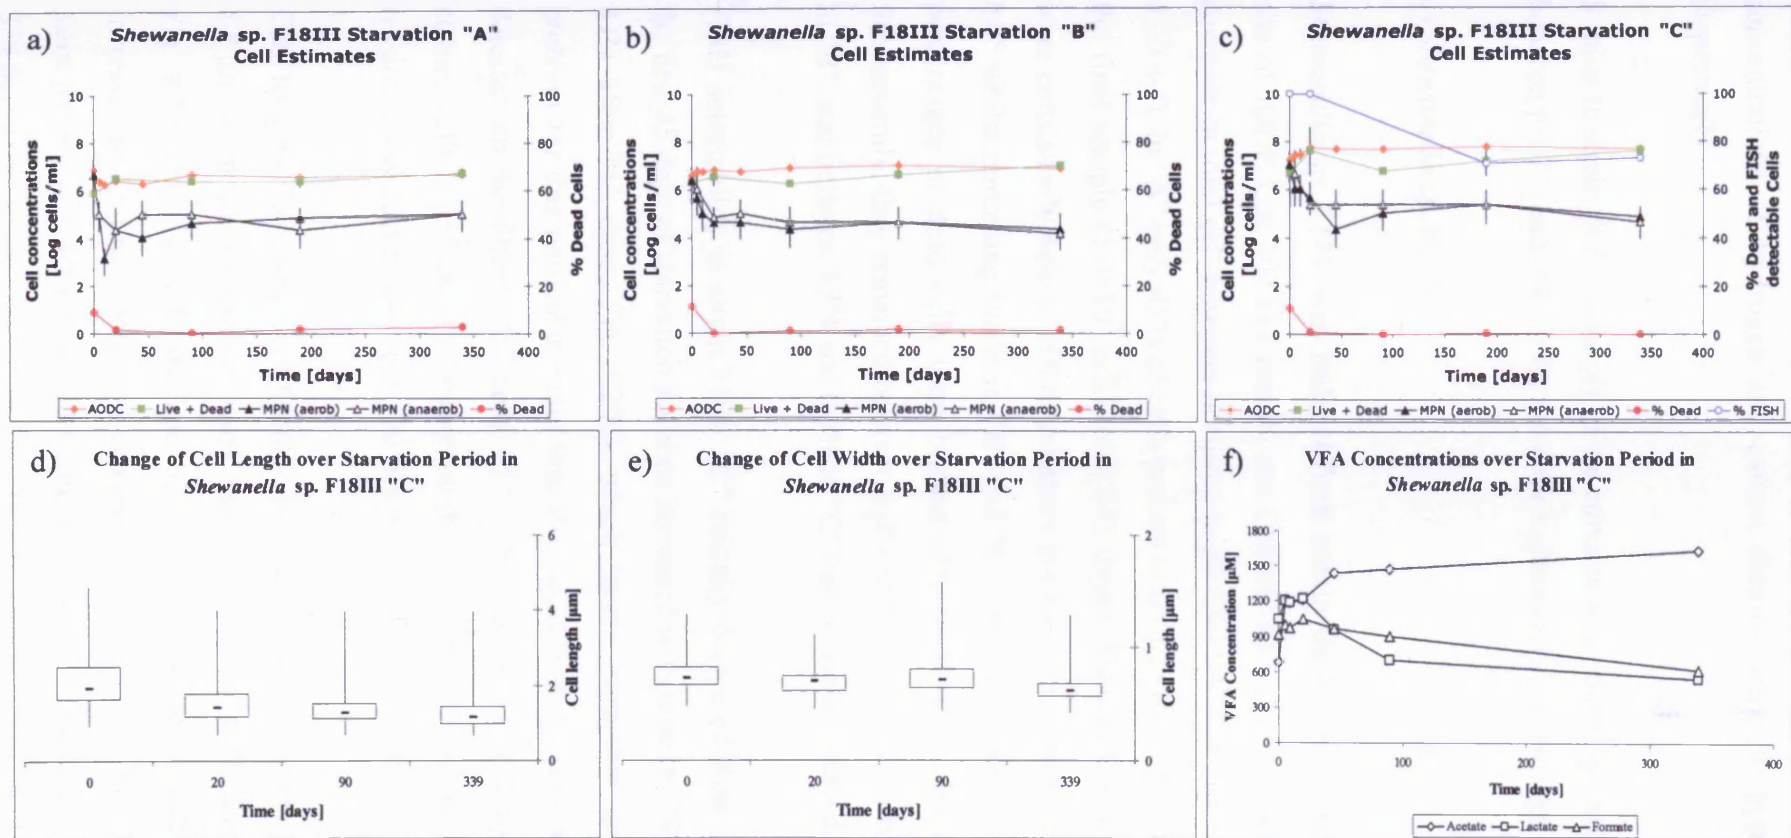 a)
Shewanella sp. F18III Starvation "A"
Cell Estimates
Cell concentrations
[Log cells/ml]
10
8
6
4
2
0
100
80
60
40
20
0
% Dead Cells
0 50 100 150 200 250 300 350 400
Time [days]
AODC Live + Dead MPN (aerob) MPN (anaerob) % Dead
b)
Shewanella sp. F18III Starvation "B"
Cell Estimates
Cell concentrations
[Log cells/ml]
10
8
6
4
2
0
100
80
60
40
20
0
% Dead Cells
0 50 100 150 200 250 300 350 400
Time [days]
AODC Live + Dead MPN (aerob) MPN (anaerob) % Dead
c)
Shewanella sp. F18III Starvation "C"
Cell Estimates
Cell concentrations
[Log cells/ml]
10
8
6
4
2
0
100
80
60
40
20
0
% Dead and FISH
detectable Cells
0 50 100 150 200 250 300 350 400
Time [days]
AODC Live + Dead MPN (aerob) MPN (anaerob) % Dead % FISH
d)
Change of Cell Length over Starvation Period in
Shewanella sp. F18III "C"
6
4
2
0
Cell length [µm]
0 20 90 339
Time [days]
e)
Change of Cell Width over Starvation Period in
Shewanella sp. F18III "C"
2
1
0
Cell length [µm]
0 20 90 339
Time [days]
f)
VFA Concentrations over Starvation Period in
Shewanella sp. F18III "C"
VFA Concentration [µM]
1800
1500
1200
900
600
300
0
0 100 200 300 400
Time [days]
Acetate Lactate Formate